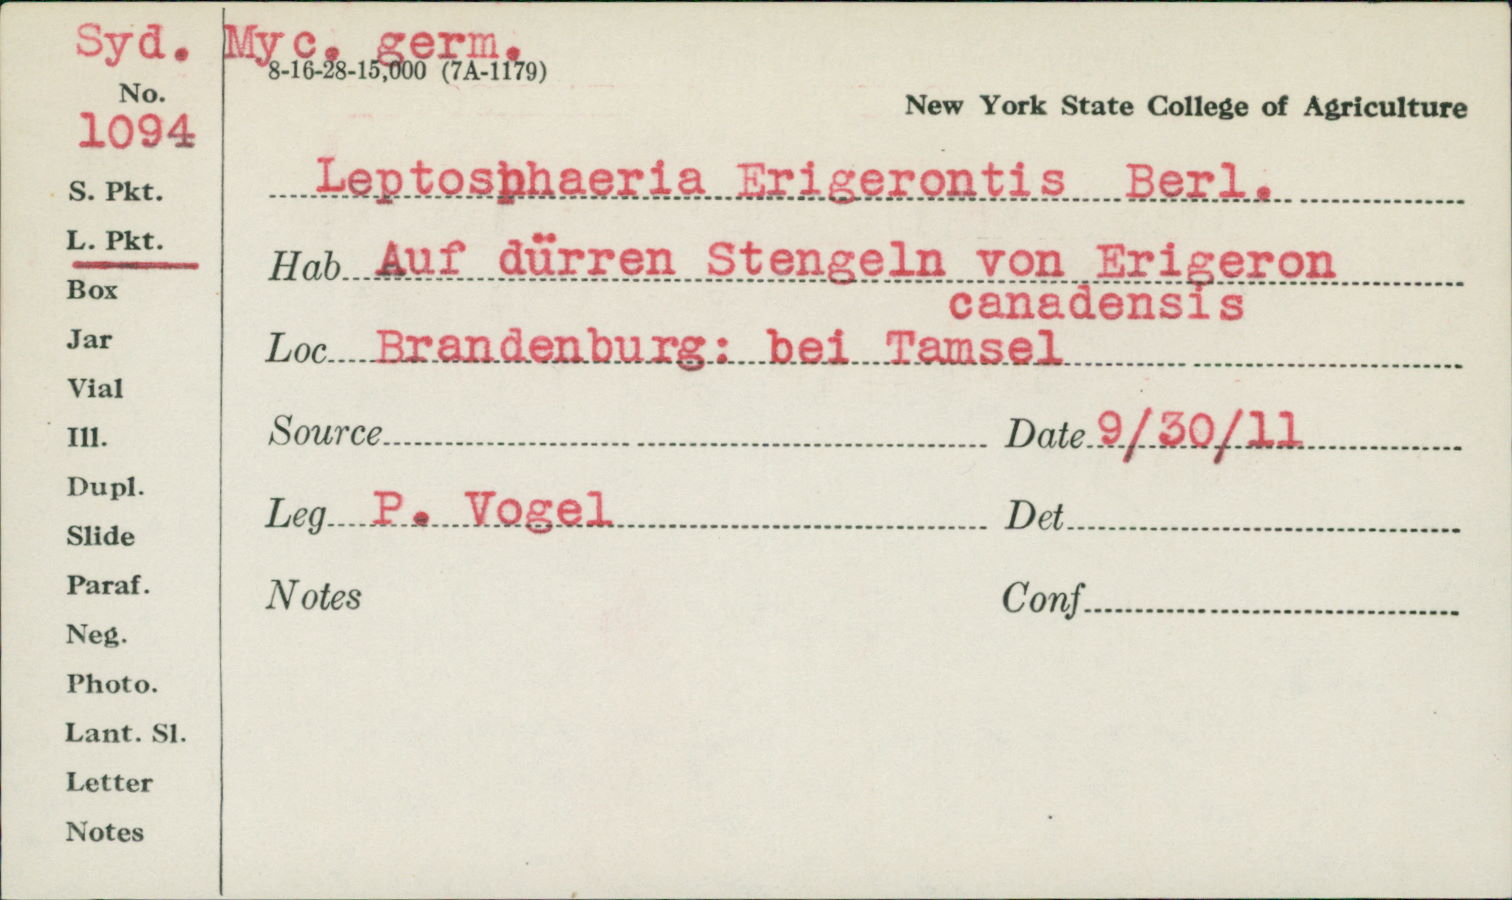 Syd. Myc. germ.
8-16-28-15,000 (7A-1179)
No.
1094
New York State College of Agriculture
Leptosphaeria Erigerontis Berl.
Hab Auf dürren Stengeln von Erigeron
canadensis
Loc Brandenburg: bei Tamsel
Source
Date 9/30/11
Leg P. Vogel
Det
Notes
Conf
S. Pkt.
L. Pkt.
Box
Jar
Vial
Ill.
Dupl.
Slide
Paraf.
Neg.
Photo.
Lant. Sl.
Letter
Notes